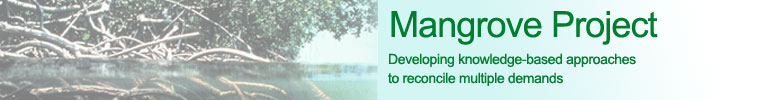 Mangrove Project
Developing knowledge-based approaches
to reconcile multiple demands